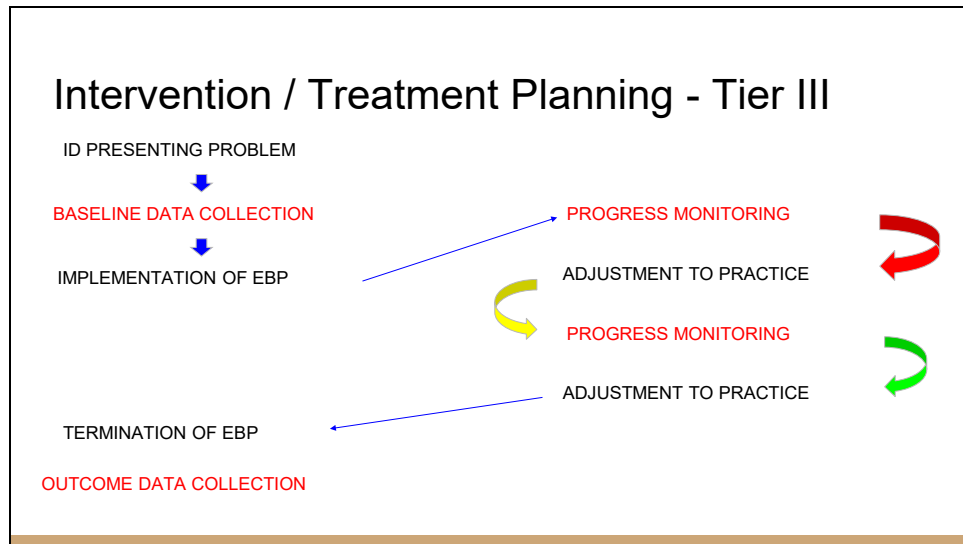 Intervention / Treatment Planning - Tier III
ID PRESENTING PROBLEM
BASELINE DATA COLLECTION
IMPLEMENTATION OF EBP
PROGRESS MONITORING
ADJUSTMENT TO PRACTICE
PROGRESS MONITORING
ADJUSTMENT TO PRACTICE
TERMINATION OF EBP
OUTCOME DATA COLLECTION